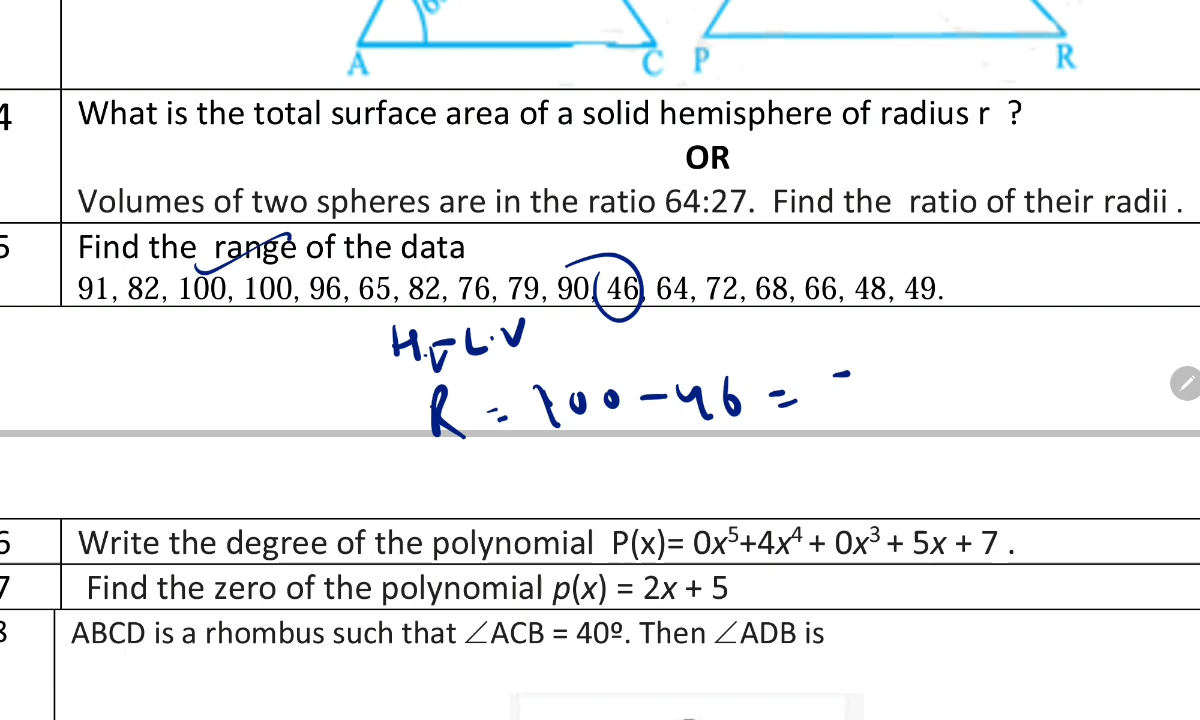 A C P R
4 What is the total surface area of a solid hemisphere of radius r ?
OR
Volumes of two spheres are in the ratio 64:27. Find the ratio of their radii .
5 Find the range of the data
91, 82, 100, 100, 96, 65, 82, 76, 79, 90, 46, 64, 72, 68, 66, 48, 49.
H.V - L.V
R = 100 - 46 =
6 Write the degree of the polynomial P(x)= 0x⁵+4x⁴ + 0x³ + 5x + 7 .
7 Find the zero of the polynomial p(x) = 2x + 5
8 ABCD is a rhombus such that ∠ACB = 40º. Then ∠ADB is